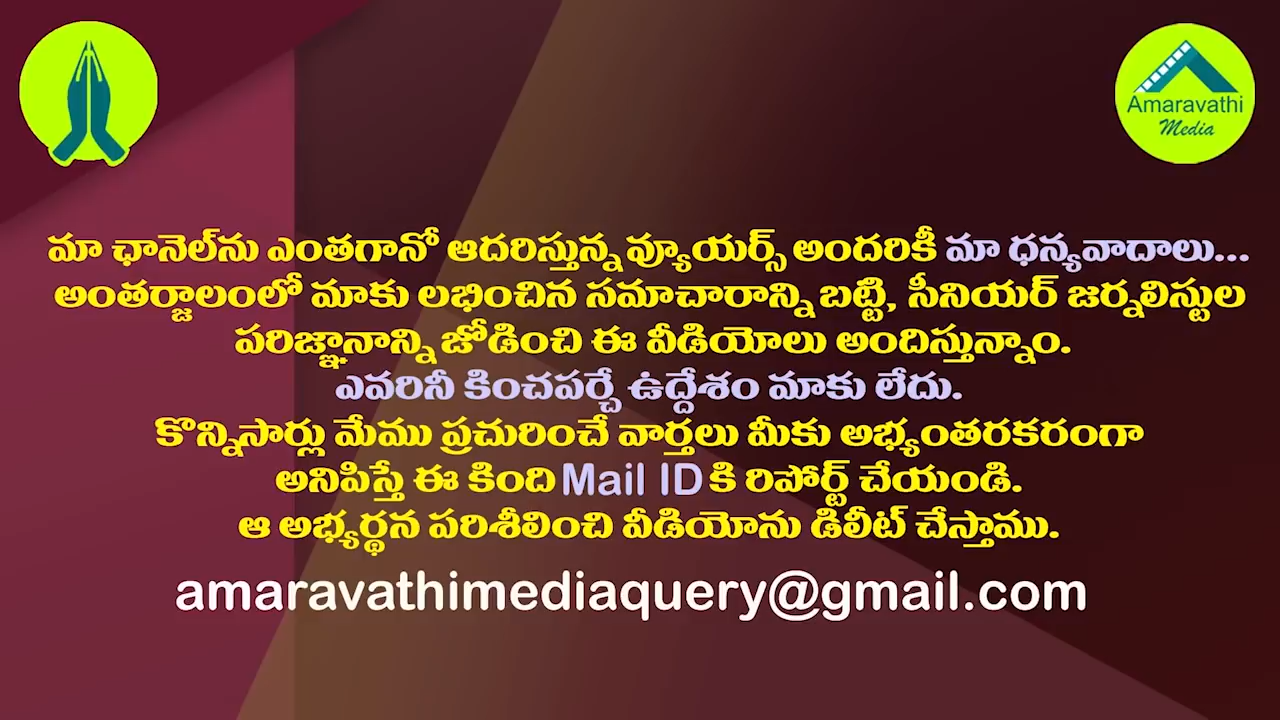 Amaravathi
Media
మా ఛానెల్‌ను ఎంతగానో ఆదరిస్తున్న వ్యూయర్స్ అందరికీ మా ధన్యవాదాలు...
అంతర్జాలంలో మాకు లభించిన సమాచారాన్ని బట్టి, సీనియర్ జర్నలిస్టుల
పరిజ్ఞానాన్ని జోడించి ఈ వీడియోలు అందిస్తున్నాం.
ఎవరినీ కించపర్చే ఉద్దేశం మాకు లేదు.
కొన్నిసార్లు మేము ప్రచురించే వార్తలు మీకు అభ్యంతరకరంగా
అనిపిస్తే ఈ కింది Mail ID కి రిపోర్ట్ చేయండి.
ఆ అభ్యర్థన పరిశీలించి వీడియోను డిలీట్ చేస్తాము.
amaravathimediaquery@gmail.com